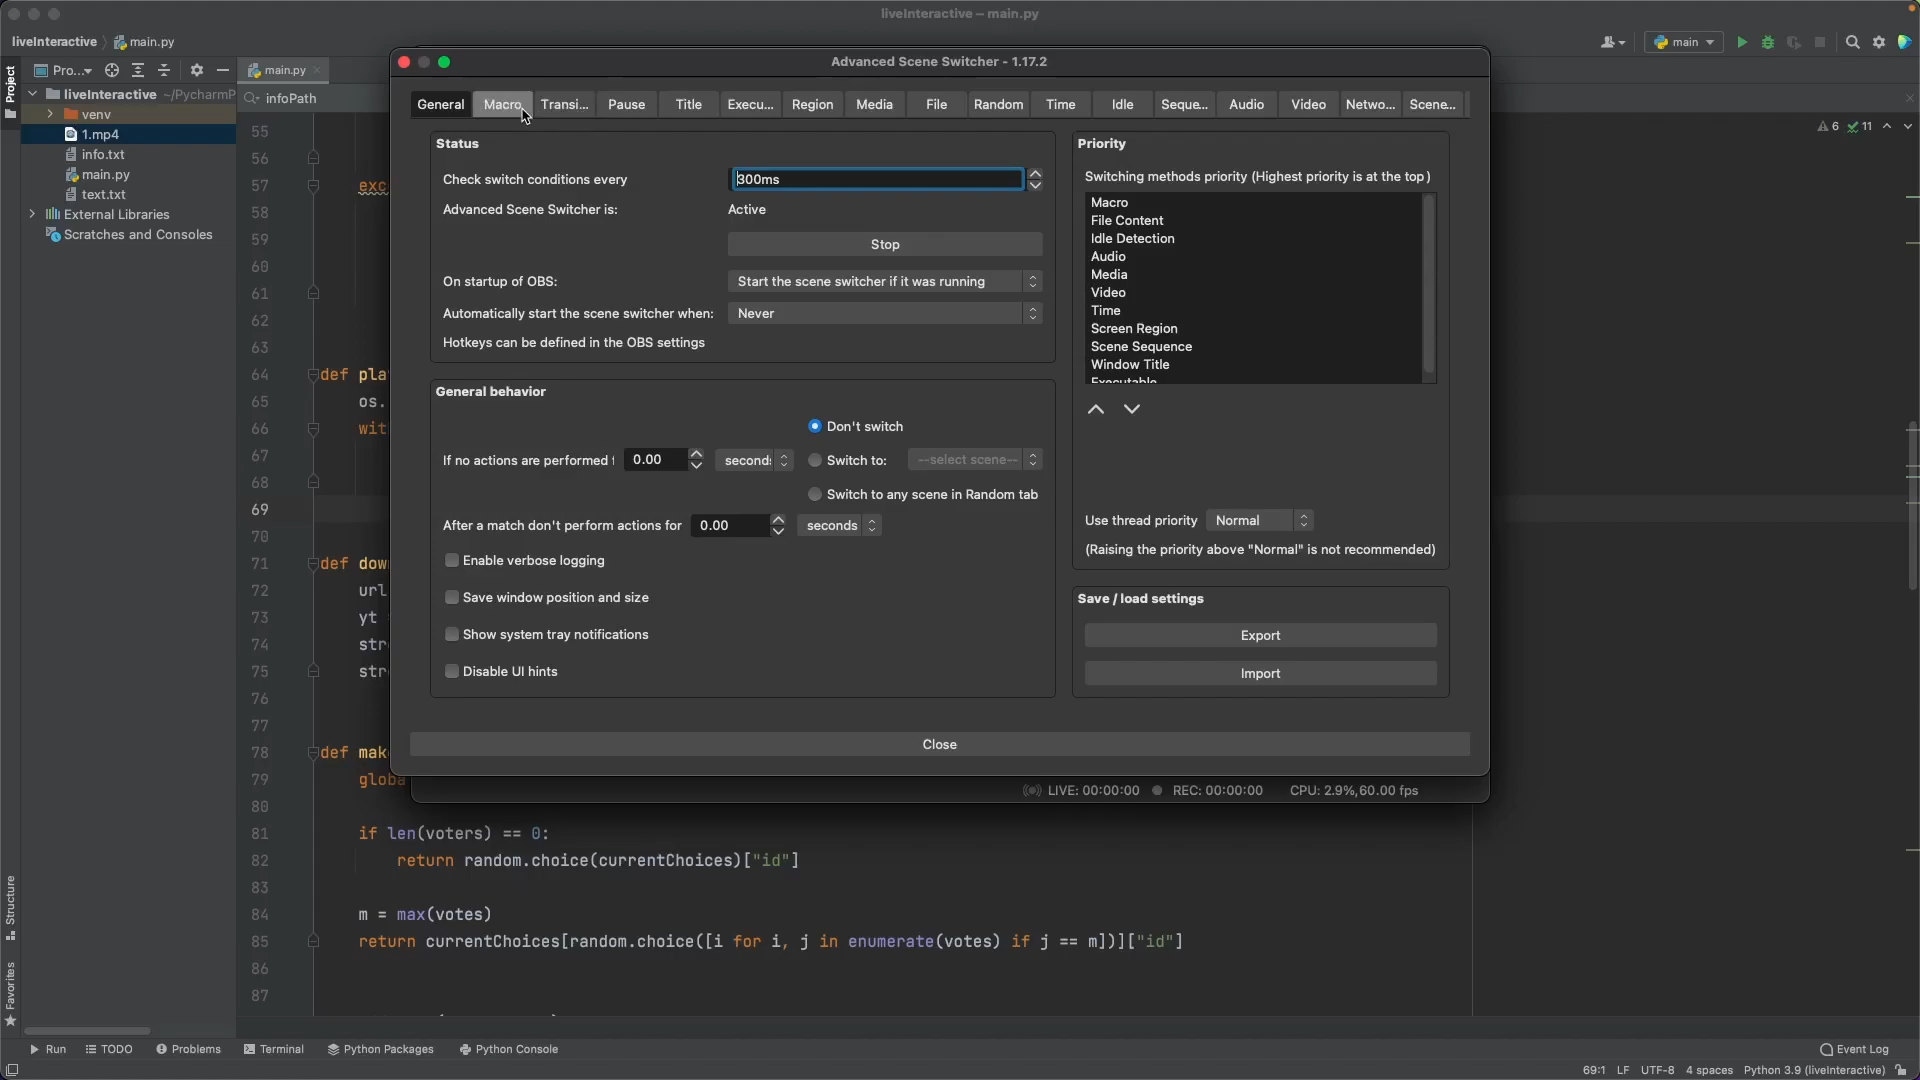 liveInteractive – main.py
liveInteractive
main.py
main
Project
Pro...
main.py
liveInteractive ~/PycharmP
venv
1.mp4
info.txt
main.py
text.txt
External Libraries
Scratches and Consoles
infoPath
6 11
Advanced Scene Switcher - 1.17.2
General Macro Transi... Pause Title Execu... Region Media File Random Time Idle Seque... Audio Video Netwo... Scene...
Status
Check switch conditions every 300ms
Advanced Scene Switcher is: Active
Stop
On startup of OBS: Start the scene switcher if it was running
Automatically start the scene switcher when: Never
Hotkeys can be defined in the OBS settings
General behavior
Don't switch
If no actions are performed f 0.00 seconds Switch to: --select scene--
Switch to any scene in Random tab
After a match don't perform actions for 0.00 seconds
Enable verbose logging
Save window position and size
Show system tray notifications
Disable UI hints
Priority
Switching methods priority (Highest priority is at the top)
Macro
File Content
Idle Detection
Audio
Media
Video
Time
Screen Region
Scene Sequence
Window Title
Executable
Use thread priority Normal
(Raising the priority above "Normal" is not recommended)
Save / load settings
Export
Import
Close
LIVE: 00:00:00 REC: 00:00:00 CPU: 2.9%,60.00 fps
55
56
57 exc
58
59
60
61
62
63
64 def pla
65 os.
66 wit
67
68
69
70
71 def dow
72 url
73 yt
74 str
75 str
76
77
78 def mak
79 globa
80
81 if len(voters) == 0:
82 return random.choice(currentChoices)["id"]
83
84 m = max(votes)
85 return currentChoices[random.choice([i for i, j in enumerate(votes) if j == m])]["id"]
86
87
Structure
Favorites
Run TODO Problems Terminal Python Packages Python Console Event Log
69:1 LF UTF-8 4 spaces Python 3.9 (liveInteractive)